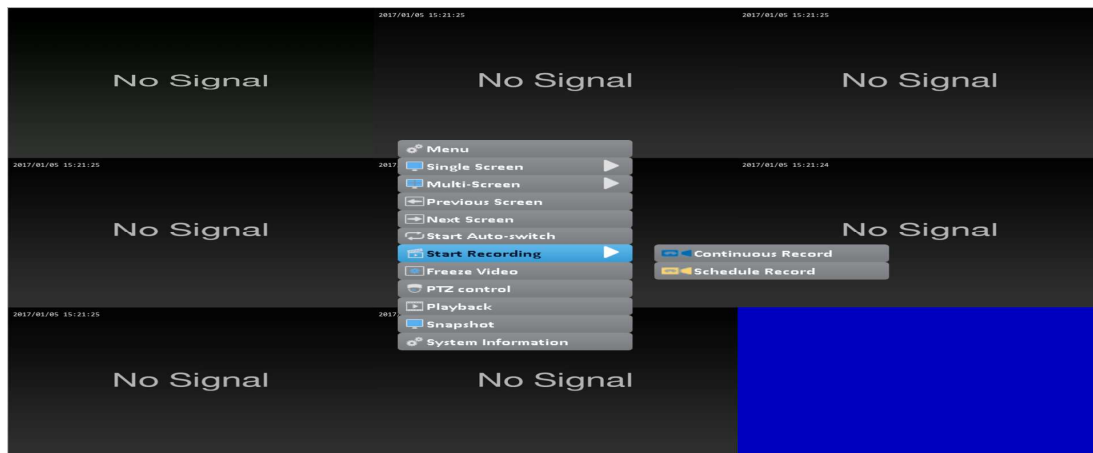 2017/01/05 15:21:25
2017/01/05 15:21:25
No Signal
No Signal
No Signal
Menu
2017/01/05 15:21:25
2017
2017/01/05 15:21:24
Single Screen
Multi-Screen
Previous Screen
Next Screen
No Signal
No Signal
Start Auto-switch
Start Recording
Continuous Record
Freeze Video
Schedule Record
PTZ control
Playback
2017/01/05 15:21:25
2017
Snapshot
System Information
No Signal
No Signal